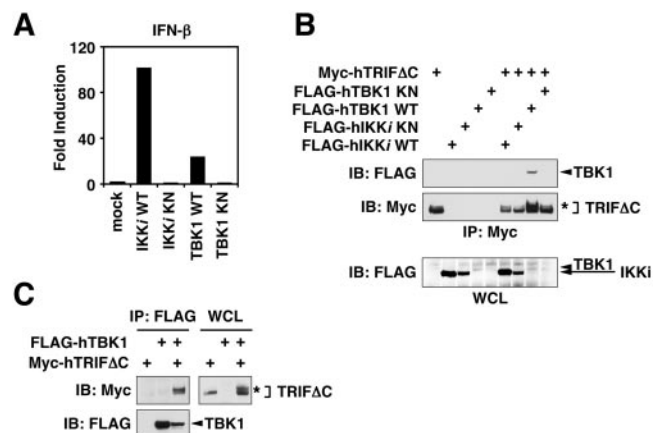 A
IFN-β
Fold Induction
120
80
40
0
mock
IKKi WT
IKKi KN
TBK1 WT
TBK1 KN
B
Myc-hTRIFΔC + + + + +
FLAG-hTBK1 KN + +
FLAG-hTBK1 WT + +
FLAG-hIKKi KN + +
FLAG-hIKKi WT + +
IB: FLAG TBK1
IB: Myc * TRIFΔC
IP: Myc
IB: FLAG TBK1 IKKi
WCL
C
IP: FLAG WCL
FLAG-hTBK1 + + + +
Myc-hTRIFΔC + + + +
IB: Myc * TRIFΔC
IB: FLAG TBK1